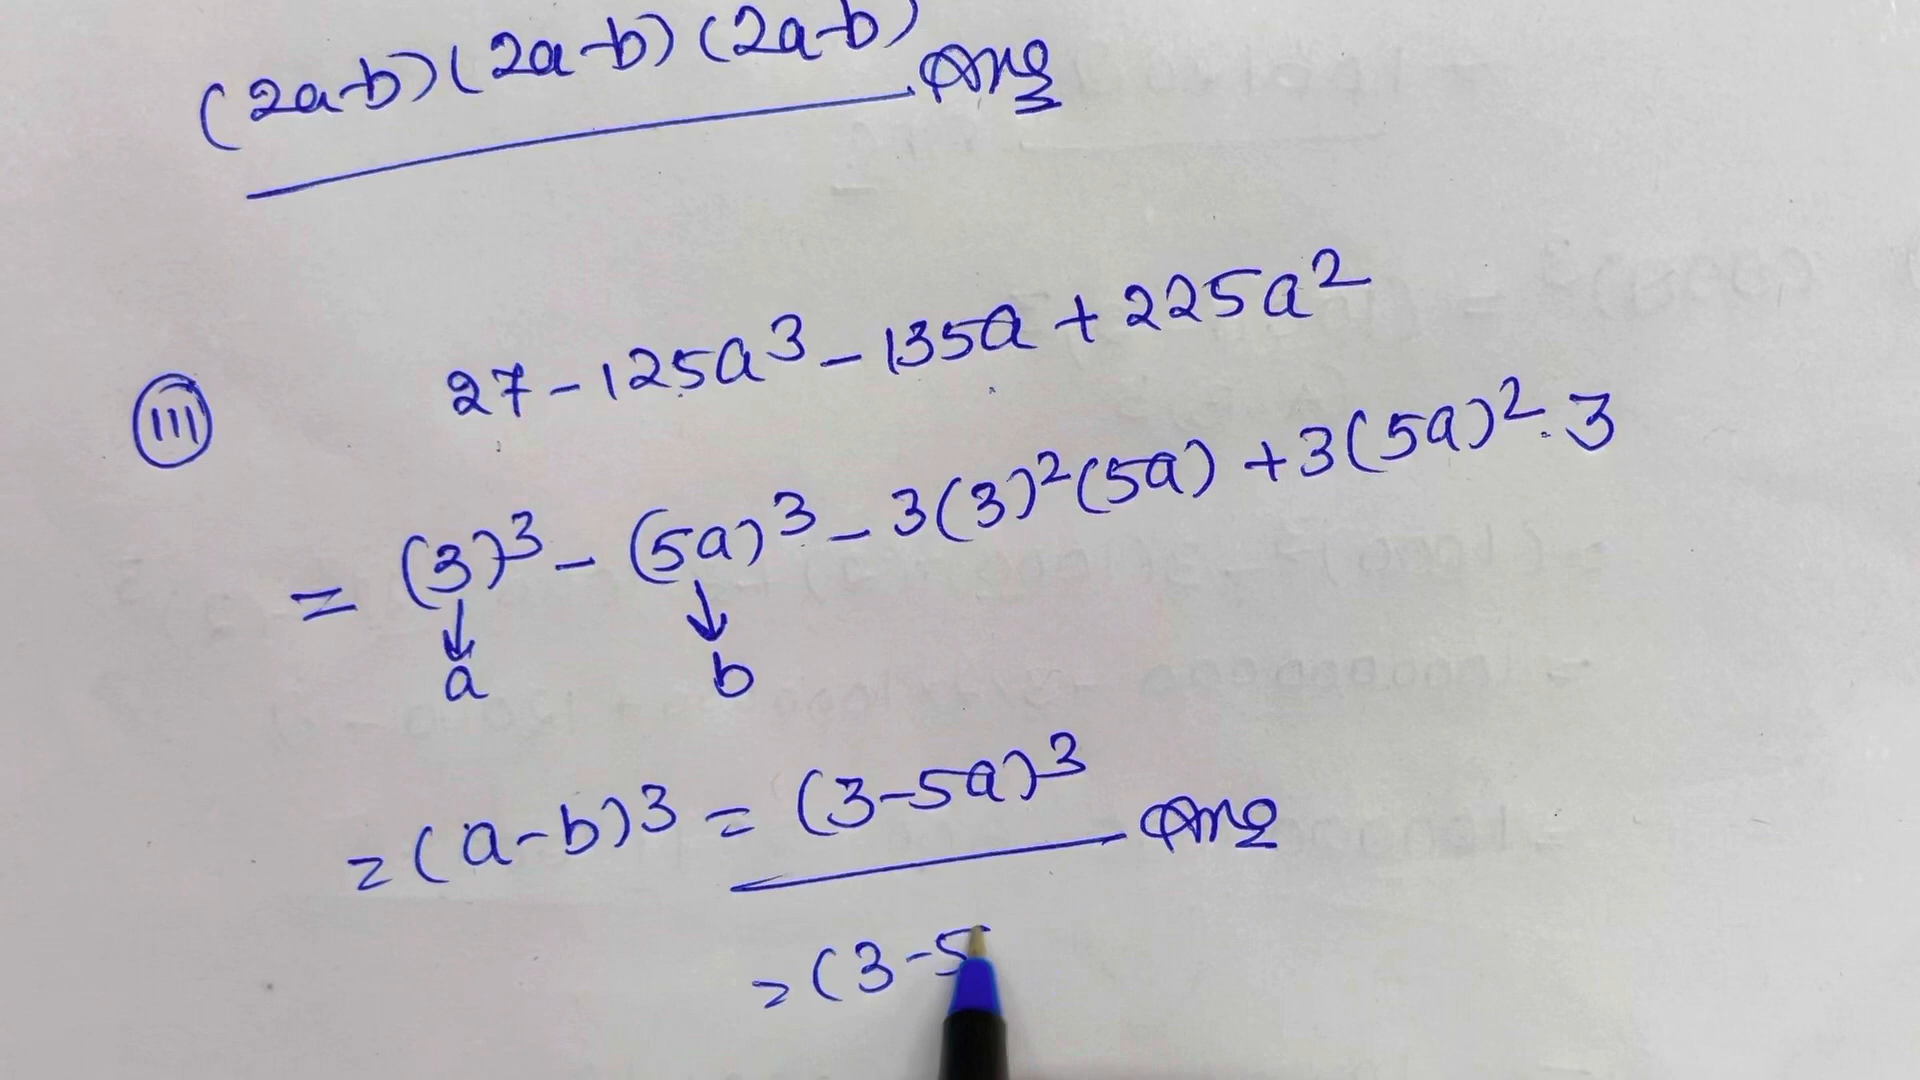 (2a-b)(2a-b)(2a-b) Ans
(iii) 27-125a³-135a+225a²
= (3)³-(5a)³-3(3)²(5a)+3(5a)².3
↓ ↓
a b
=(a-b)³=(3-5a)³ Ans
=(3-5